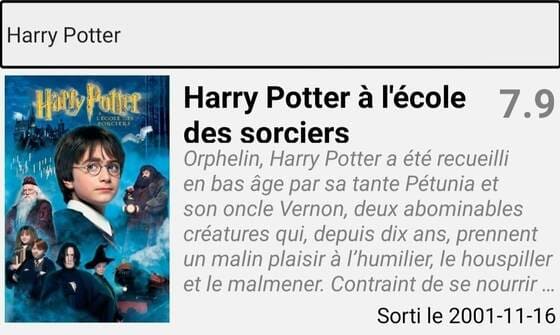 Harry Potter
Harry Potter
L'ÉCOLE DES
SORCIERS
Harry Potter à l'école
des sorciers
7.9
Orphelin, Harry Potter a été recueilli
en bas âge par sa tante Pétunia et
son oncle Vernon, deux abominables
créatures qui, depuis dix ans, prennent
un malin plaisir à l’humilier, le houspiller
et le malmener. Contraint de se nourrir ...
Sorti le 2001-11-16